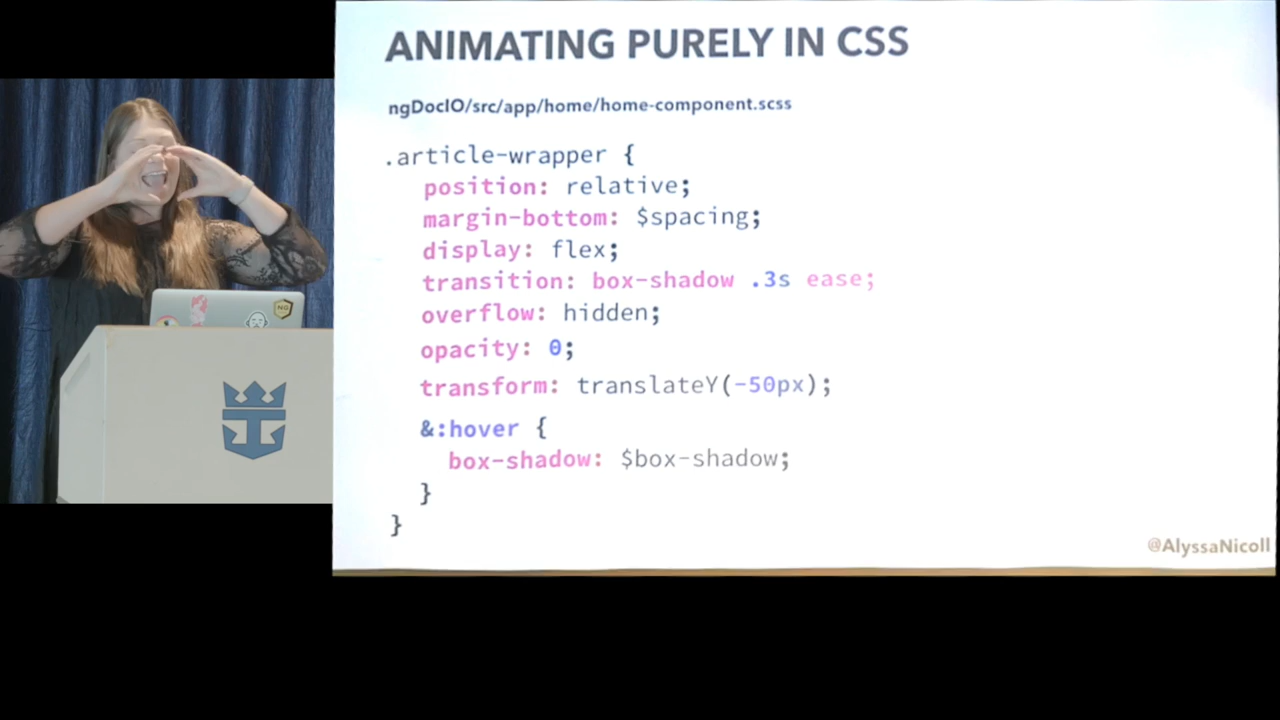 ANIMATING PURELY IN CSS
ngDocIO/src/app/home/home-component.scss
.article-wrapper {
position: relative;
margin-bottom: $spacing;
display: flex;
transition: box-shadow .3s ease;
overflow: hidden;
opacity: 0;
transform: translateY(-50px);
&:hover {
box-shadow: $box-shadow;
}
}
@AlyssaNicoll
NG